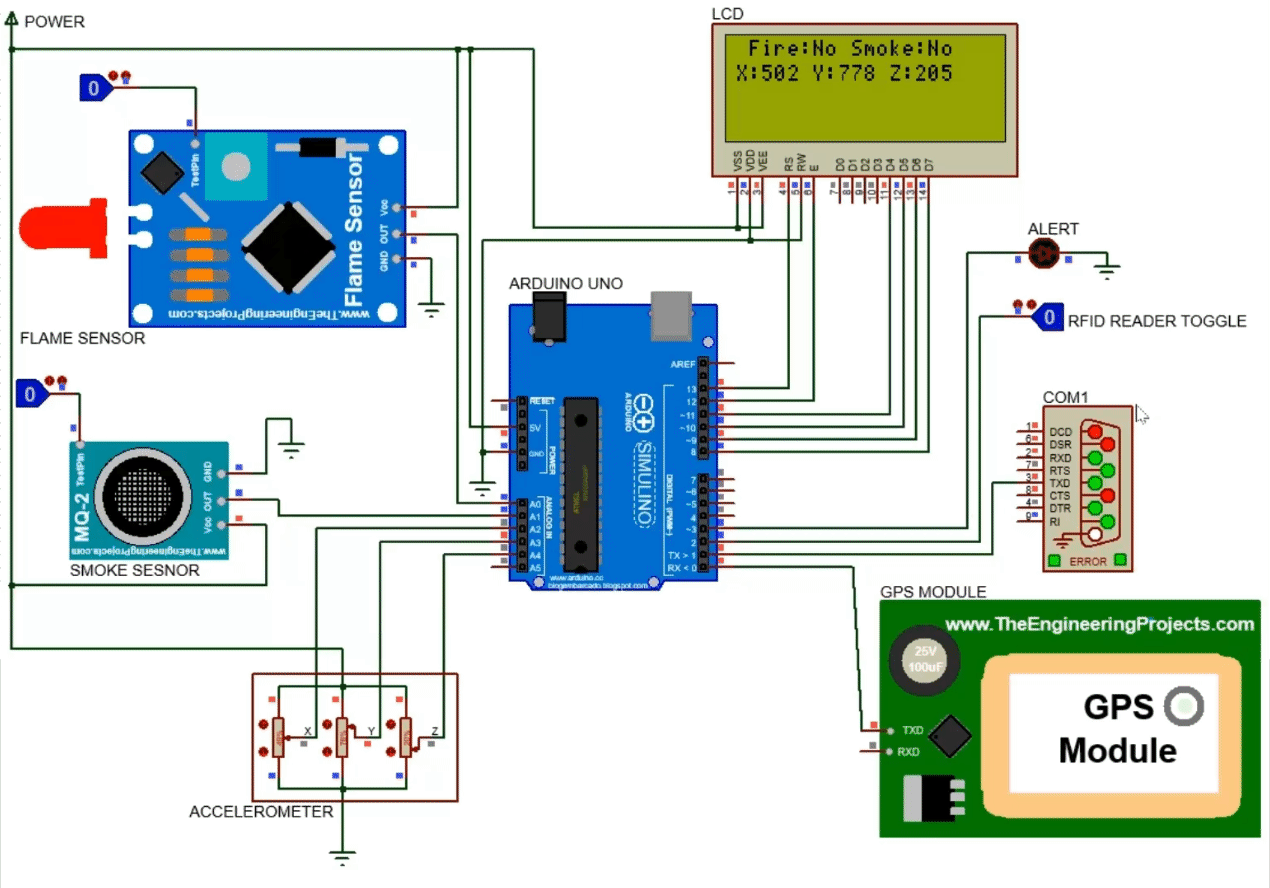 POWER
LCD
Fire:No Smoke:No
X:502 Y:778 Z:205
VSS
VDD
VEE
RS
RW
E
D0
D1
D2
D3
D4
D5
D6
D7
1
2
3
4
5
6
7
8
9
10
11
12
13
14
0
TestPin
Flame Sensor
Vcc
OUT
GND
www.TheEngineeringProjects.com
FLAME SENSOR
ALERT
0
RFID READER TOGGLE
ARDUINO UNO
AREF
13
12
~11
~10
~9
8
7
~6
~5
4
~3
2
TX > 1
RX < 0
RESET
5V
GND
POWER
A0
A1
A2
A3
A4
A5
ANALOG IN
ARDUINO
SIMULINO
DIGITAL (PWM~)
www.arduino.cc
blogembarcado.blogspot.com
0
TestPin
MQ-2
GND
OUT
Vcc
www.TheEngineeringProjects.com
SMOKE SESNOR
COM1
1
DCD
6
DSR
2
RXD
7
RTS
3
TXD
8
CTS
4
DTR
9
RI
ERROR
GPS MODULE
www.TheEngineeringProjects.com
25V
100uF
GPS
Module
TXD
RXD
X
Y
Z
ACCELEROMETER